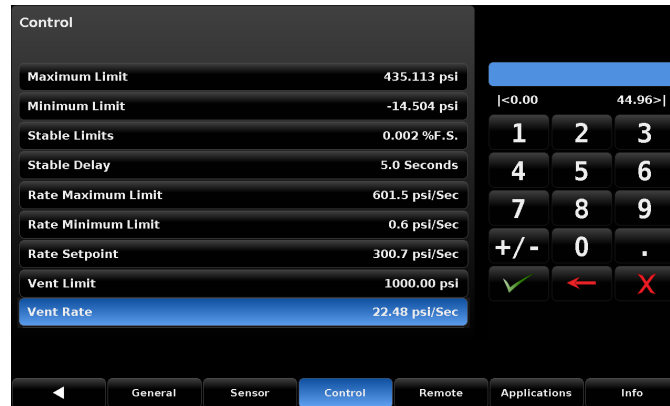 Control
Maximum Limit 435.113 psi
Minimum Limit -14.504 psi
Stable Limits 0.002 %F.S.
Stable Delay 5.0 Seconds
Rate Maximum Limit 601.5 psi/Sec
Rate Minimum Limit 0.6 psi/Sec
Rate Setpoint 300.7 psi/Sec
Vent Limit 1000.00 psi
Vent Rate 22.48 psi/Sec
|<0.00 44.96>|
1 2 3
4 5 6
7 8 9
+/- 0 .
X
General Sensor Control Remote Applications Info